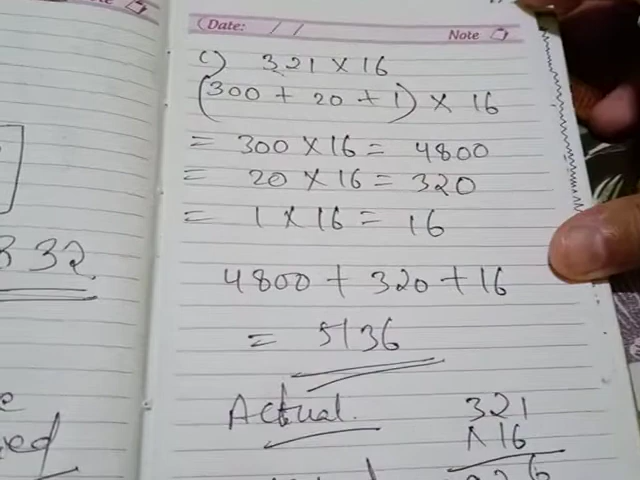 Date: / /
Note
c) 321 × 16
(300 + 20 + 1) × 16
= 300 × 16 = 4800
= 20 × 16 = 320
= 1 × 16 = 16
332.
4800 + 320 + 16
= 5136
Actual. 321
× 16